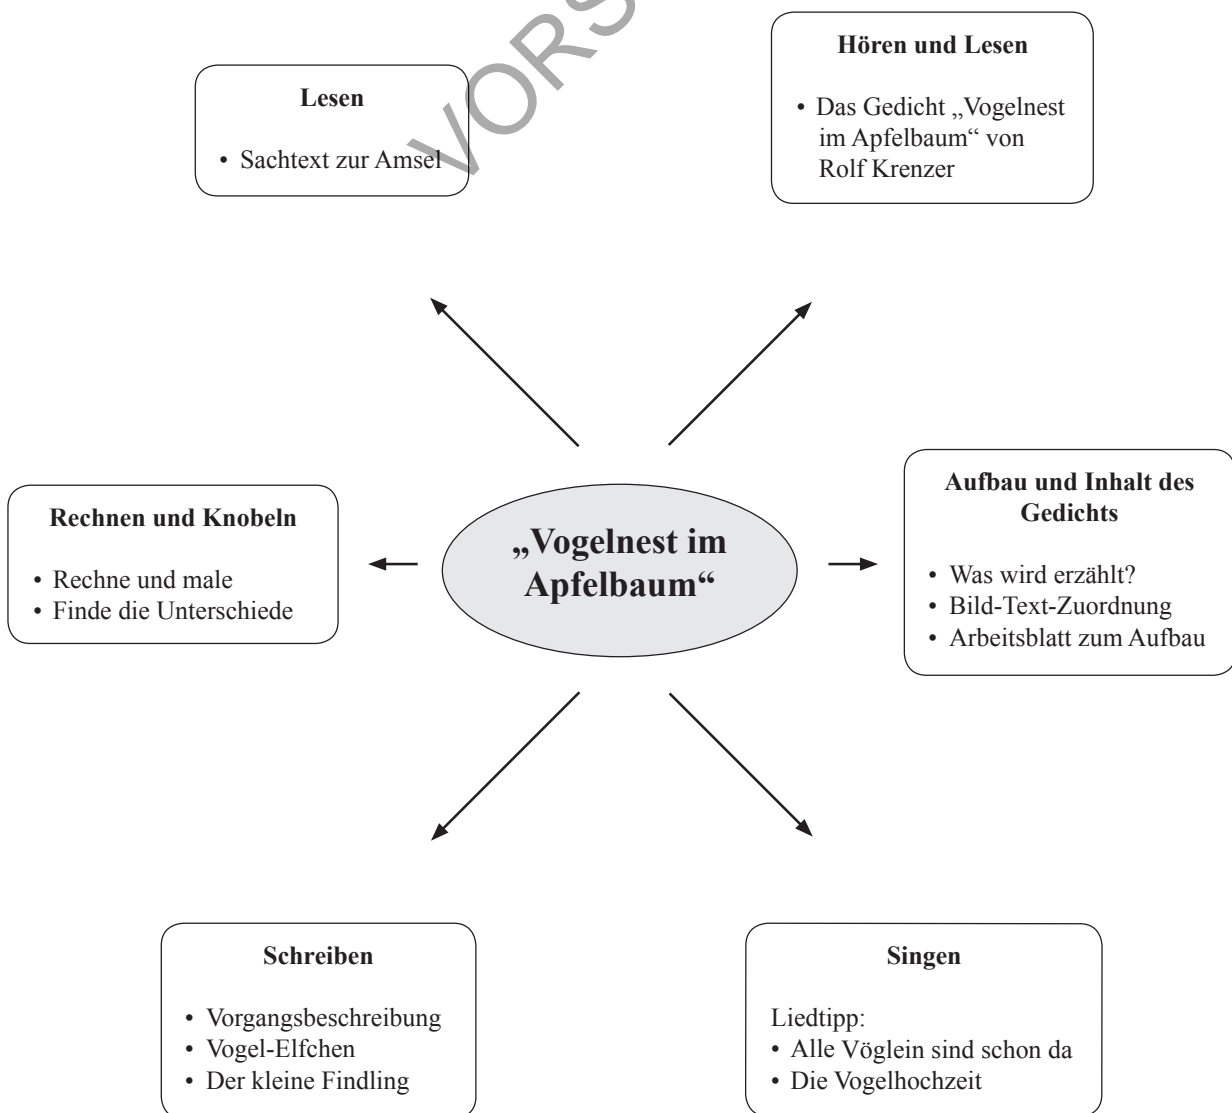 VORS
Lesen
• Sachtext zur Amsel
Hören und Lesen
• Das Gedicht „Vogelnest
im Apfelbaum“ von
Rolf Krenzer
Rechnen und Knobeln
• Rechne und male
• Finde die Unterschiede
„Vogelnest im
Apfelbaum“
Aufbau und Inhalt des
Gedichts
• Was wird erzählt?
• Bild-Text-Zuordnung
• Arbeitsblatt zum Aufbau
Schreiben
• Vorgangsbeschreibung
• Vogel-Elfchen
• Der kleine Findling
Singen
Liedtipp:
• Alle Vöglein sind schon da
• Die Vogelhochzeit